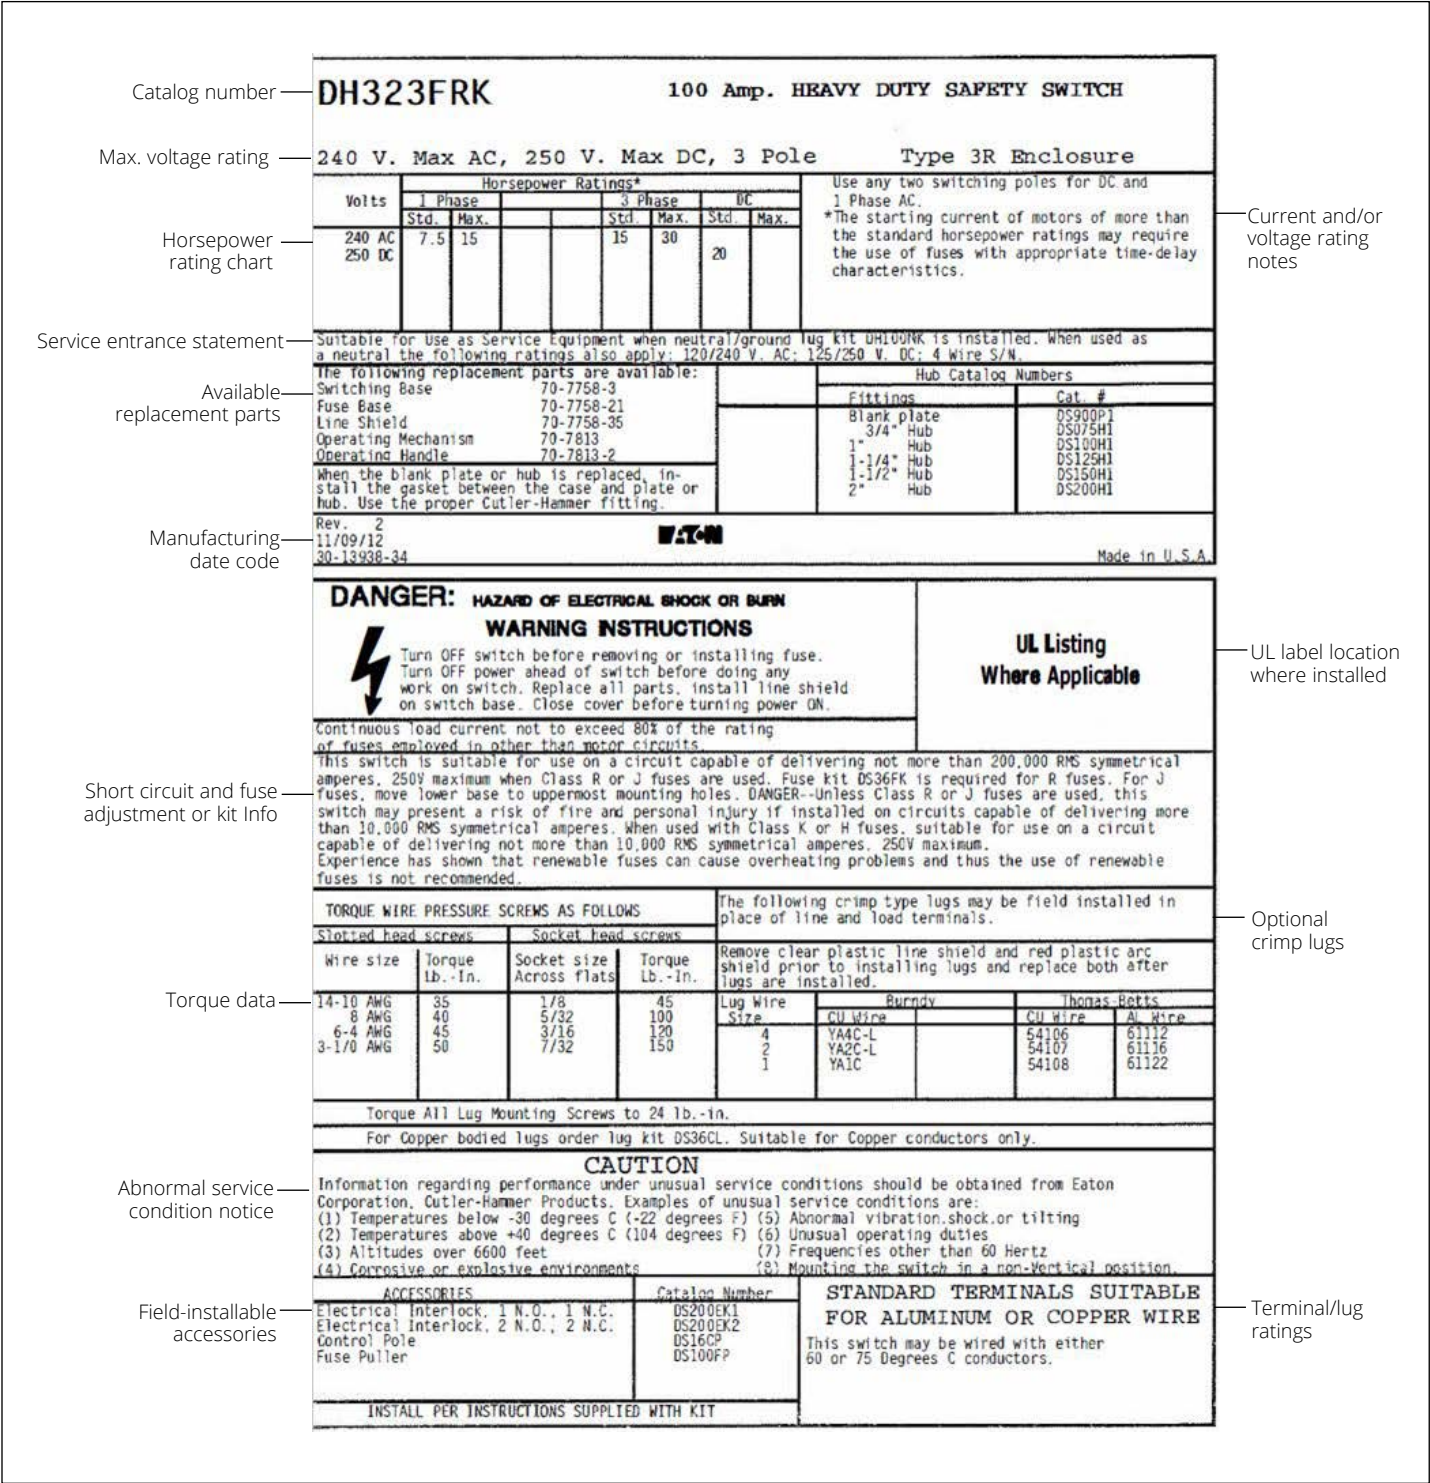 Catalog number
DH323FRK
100 Amp. HEAVY DUTY SAFETY SWITCH
Max. voltage rating
240 V. Max AC, 250 V. Max DC, 3 Pole
Type 3R Enclosure
Horsepower rating chart
Horsepower Ratings*
Volts 1 Phase 3 Phase DC
Std. Max. Std. Max. Std. Max.
240 AC 7.5 15 15 30
250 DC 20
Use any two switching poles for DC and
1 Phase AC.
*The starting current of motors of more than
the standard horsepower ratings may require
the use of fuses with appropriate time-delay
characteristics.
Current and/or
voltage rating
notes
Service entrance statement
Suitable for Use as Service Equipment when neutral/ground lug kit DH100NK is installed. When used as
a neutral the following ratings also apply: 120/240 V. AC; 125/250 V. DC; 4 Wire S/N.
Available
replacement parts
The following replacement parts are available:
Switching Base 70-7758-3
Fuse Base 70-7758-21
Line Shield 70-7758-35
Operating Mechanism 70-7813
Operating Handle 70-7813-2
When the blank plate or hub is replaced, in-
stall the gasket between the case and plate or
hub. Use the proper Cutler-Hammer fitting.
Hub Catalog Numbers
Fittings Cat. #
Blank plate DS900P1
3/4" Hub DS075H1
1" Hub DS100H1
1-1/4" Hub DS125H1
1-1/2" Hub DS150H1
2" Hub DS200H1
Manufacturing
date code
Rev. 2
11/09/12
30-13938-34
EATON
Made in U.S.A.
DANGER: HAZARD OF ELECTRICAL SHOCK OR BURN
WARNING INSTRUCTIONS
Turn OFF switch before removing or installing fuse.
Turn OFF power ahead of switch before doing any
work on switch. Replace all parts, install line shield
on switch base. Close cover before turning power ON.
UL Listing
Where Applicable
UL label location
where installed
Continuous load current not to exceed 80% of the rating
of fuses employed in other than motor circuits.
Short circuit and fuse
adjustment or kit Info
This switch is suitable for use on a circuit capable of delivering not more than 200,000 RMS symmetrical
amperes, 250V maximum when Class R or J fuses are used. Fuse kit DS36FK is required for R fuses. For J
fuses, move lower base to uppermost mounting holes. DANGER--Unless Class R or J fuses are used, this
switch may present a risk of fire and personal injury if installed on circuits capable of delivering more
than 10,000 RMS symmetrical amperes. When used with Class K or H fuses, suitable for use on a circuit
capable of delivering not more than 10,000 RMS symmetrical amperes, 250V maximum.
Experience has shown that renewable fuses can cause overheating problems and thus the use of renewable
fuses is not recommended.
TORQUE WIRE PRESSURE SCREWS AS FOLLOWS
Slotted head screws Socket head screws
Wire size Torque Lb.-In. Socket size Across flats Torque Lb.-In.
Torque data
14-10 AWG 35 1/8 45
8 AWG 40 5/32 100
6-4 AWG 45 3/16 120
3-1/0 AWG 50 7/32 150
The following crimp type lugs may be field installed in
place of line and load terminals.
Optional
crimp lugs
Remove clear plastic line shield and red plastic arc
shield prior to installing lugs and replace both after
lugs are installed.
Lug Wire Size Burndy Thomas-Betts
CU Wire CU Wire AL Wire
4 YA4C-L 54106 61112
2 YA2C-L 54107 61116
1 YA1C 54108 61122
Torque All Lug Mounting Screws to 24 lb.-in.
For Copper bodied lugs order lug kit DS36CL. Suitable for Copper conductors only.
CAUTION
Abnormal service
condition notice
Information regarding performance under unusual service conditions should be obtained from Eaton
Corporation, Cutler-Hammer Products. Examples of unusual service conditions are:
(1) Temperatures below -30 degrees C (-22 degrees F) (5) Abnormal vibration.shock.or tilting
(2) Temperatures above +40 degrees C (104 degrees F) (6) Unusual operating duties
(3) Altitudes over 6600 feet (7) Frequencies other than 60 Hertz
(4) Corrosive or explosive environments (8) Mounting the switch in a non-Vertical position.
Field-installable
accessories
ACCESSORIES Catalog Number
Electrical Interlock, 1 N.O., 1 N.C. DS200EK1
Electrical Interlock, 2 N.O., 2 N.C. DS200EK2
Control Pole DS16CP
Fuse Puller DS100FP
INSTALL PER INSTRUCTIONS SUPPLIED WITH KIT
STANDARD TERMINALS SUITABLE
FOR ALUMINUM OR COPPER WIRE
This switch may be wired with either
60 or 75 Degrees C conductors.
Terminal/lug
ratings